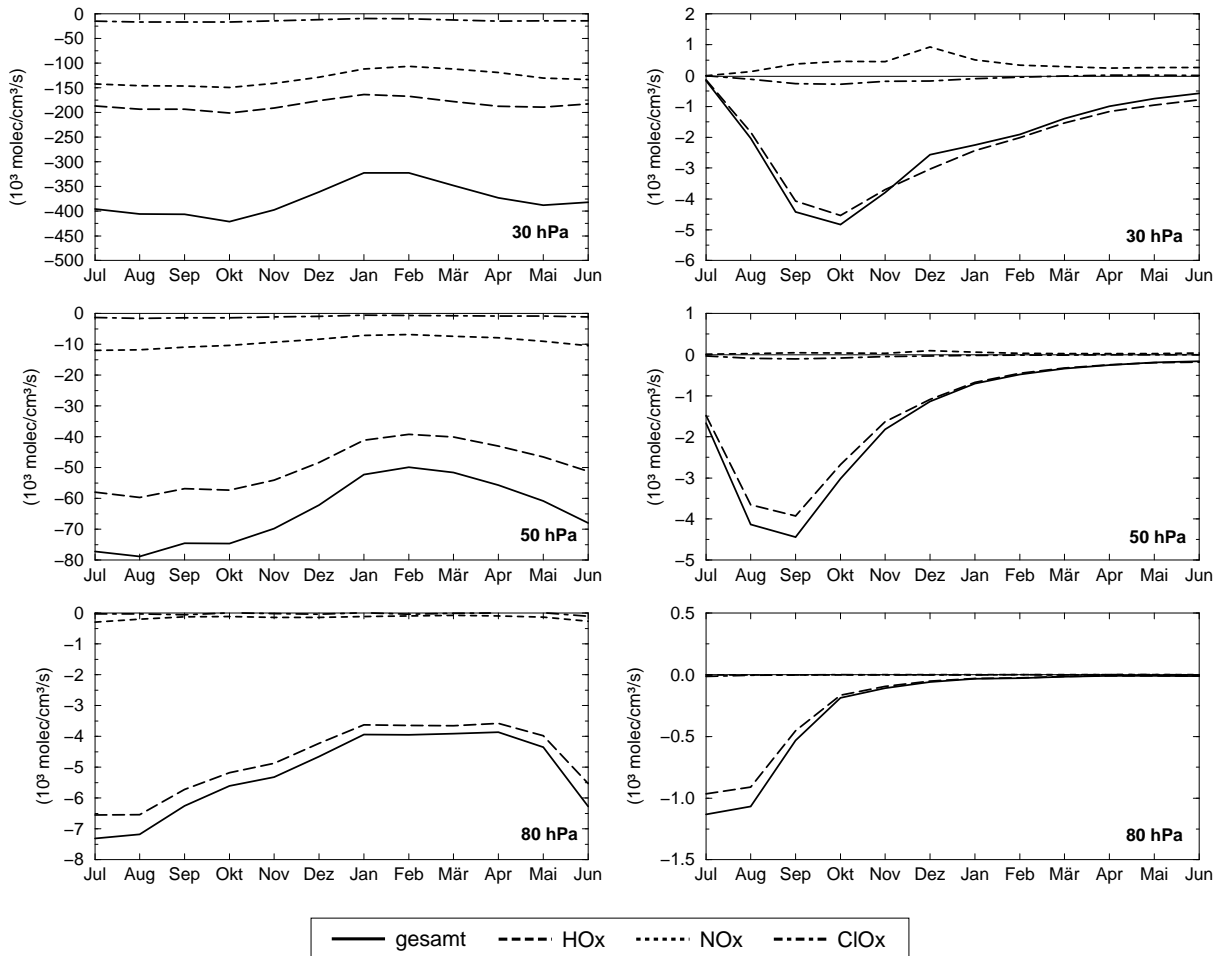 0
−50
−100
−150
−200
−250
−300
−350
−400
−450
−500
(10³ molec/cm³/s)
30 hPa
Jul Aug Sep Okt Nov Dez Jan Feb Mär Apr Mai Jun
2
1
0
−1
−2
−3
−4
−5
−6
(10³ molec/cm³/s)
30 hPa
Jul Aug Sep Okt Nov Dez Jan Feb Mär Apr Mai Jun
0
−10
−20
−30
−40
−50
−60
−70
−80
(10³ molec/cm³/s)
50 hPa
Jul Aug Sep Okt Nov Dez Jan Feb Mär Apr Mai Jun
1
0
−1
−2
−3
−4
−5
(10³ molec/cm³/s)
50 hPa
Jul Aug Sep Okt Nov Dez Jan Feb Mär Apr Mai Jun
0
−1
−2
−3
−4
−5
−6
−7
−8
(10³ molec/cm³/s)
80 hPa
Jul Aug Sep Okt Nov Dez Jan Feb Mär Apr Mai Jun
0.5
0.0
−0.5
−1.0
−1.5
(10³ molec/cm³/s)
80 hPa
Jul Aug Sep Okt Nov Dez Jan Feb Mär Apr Mai Jun
gesamt HOx NOx ClOx